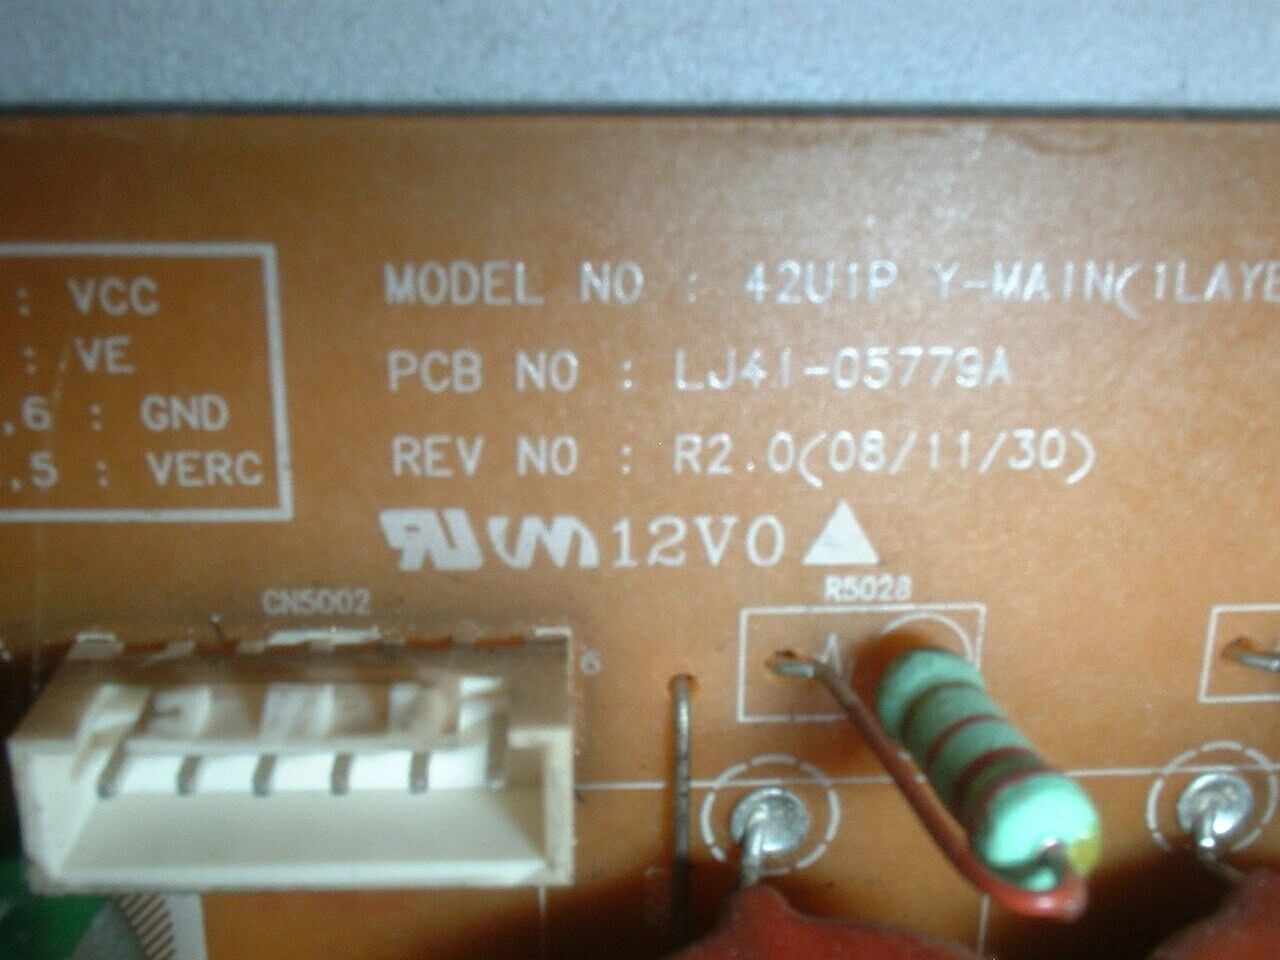 : VCC
: VE
,6 : GND
,5 : VERC
MODEL NO : 42U1P Y-MAIN(1LAYE
PCB NO : LJ41-05779A
REV NO : R2.0(08/11/30)
12V0
R5028
CN5002
6